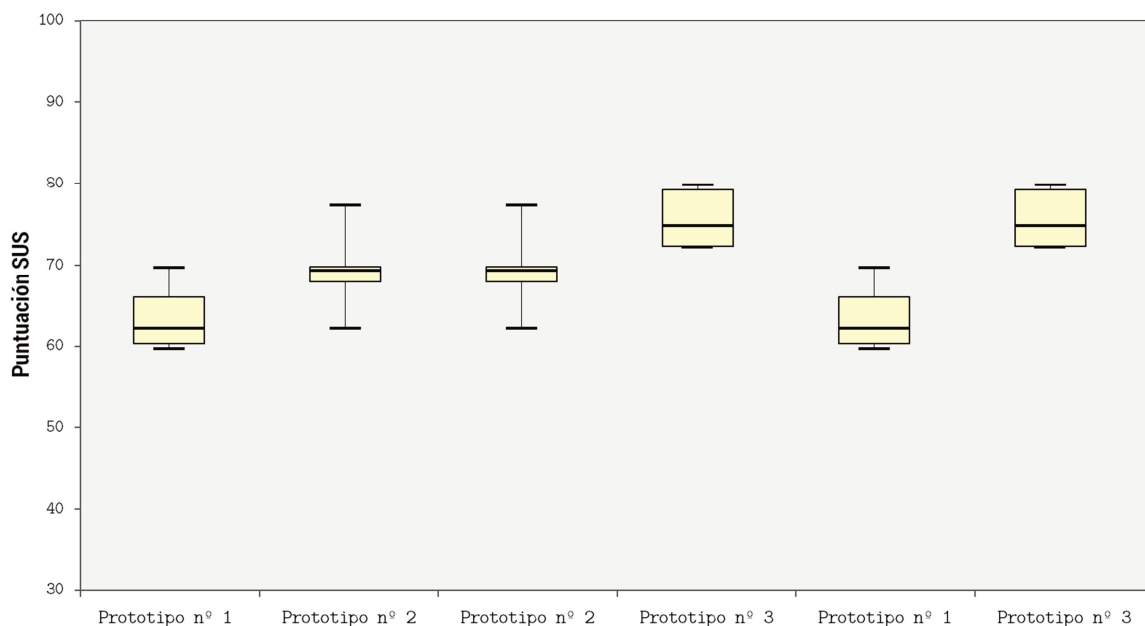 100
90
80
70
60
50
40
30
Puntuación SUS
Prototipo nº 1
Prototipo nº 2
Prototipo nº 2
Prototipo nº 3
Prototipo nº 1
Prototipo nº 3